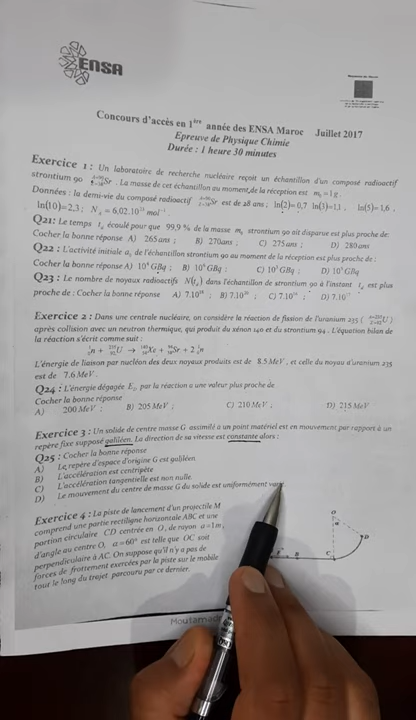 ENSA
Concours d'accès en 1ère année des ENSA Maroc Juillet 2017
Epreuve de Physique Chimie
Durée : 1 heure 30 minutes
Exercice 1 : Un laboratoire de recherche nucléaire reçoit un échantillon d'un composé radioactif
strontium 90 Sr . La masse de cet échantillon au moment de la réception est m₀ = 1g .
Données : la demi-vie du composé radioactif Sr est de 28 ans ; ln(2)=0,7 ln(3)=1,1 . ln(5)=1,6 .
ln(10)=2,3 ; N_A = 6,02.10²³ mol⁻¹ .
Q21: Le temps écoulé pour que 99,9 % de la masse m₀ strontium 90 ait disparue est plus proche de:
Cocher la bonne réponse A) 265 ans ; B) 270ans ; C) 275 ans ; D) 280 ans
Q22 : L'activité initiale a₀ de l'échantillon strontium 90 au moment de la réception est plus proche de :
Cocher la bonne réponse A) GBq ; B) GBq ; C) GBq ; D) GBq
Q23 : Le nombre de noyaux radioactifs dans l'échantillon de strontium 90 à l'instant est plus
proche de : Cocher la bonne réponse A) B) C) D)
Exercice 2 : Dans une centrale nucléaire, on considère la réaction de fission de l'uranium 235 ( U )
après collision avec un neutron thermique, qui produit du xénon 140 et du strontium 94. L'équation bilan de
la réaction s'écrit comme suit :
n + U → Xe + Sr + 2 n
L'énergie de liaison par nucléon des deux noyaux produits est de 8.5 MeV , et celle du noyau d'uranium 235
est de 7.6 MeV .
Q24 : L'énergie dégagée par la réaction a une valeur plus proche de
Cocher la bonne réponse
A) 200 MeV ; B) 205 MeV ; C) 210 MeV ; D) 215 MeV
Exercice 3 : Un solide de centre masse G assimilé à un point matériel est en mouvement par rapport à un
repère fixe supposé galiléen. La direction de sa vitesse est constante alors :
Q25 : Cocher la bonne réponse
A) Le repère d'espace d'origine G est galiléen.
B) L'accélération est centripète
C) L'accélération tangentielle est non nulle.
D) Le mouvement du centre de masse G du solide est uniformément
Exercice 4 : La piste de lancement d'un projectile M
comprend une partie rectiligne horizontale ABC et une
portion circulaire CD centrée en O, de rayon a=1m,
d'angle au centre O, α=60° est telle que OC soit
perpendiculaire à AC. On suppose qu'il n'y a pas de
forces de frottement exercées par la piste sur le mobile
tout le long du trajet parcouru par ce dernier.
O
D
B
C